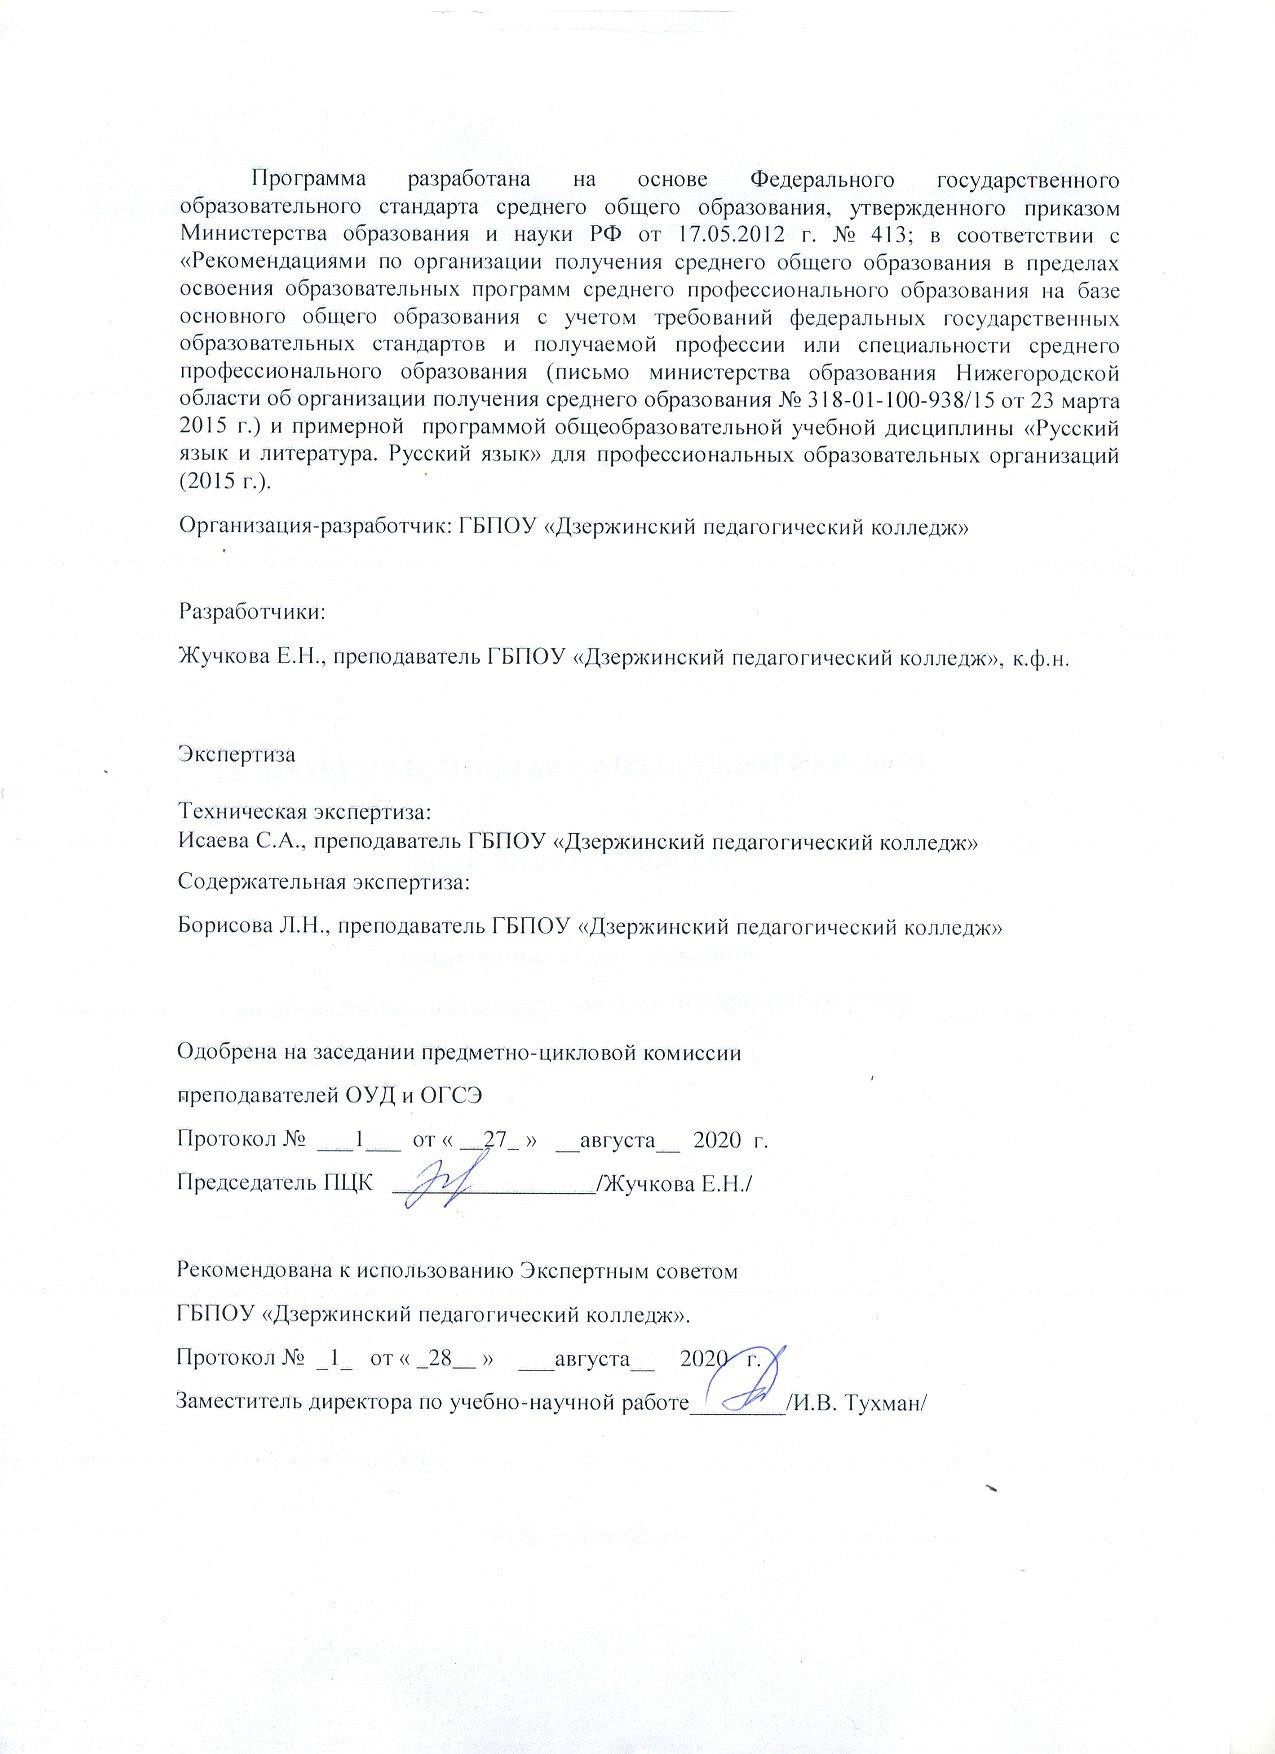 Программа разработана на основе Федерального государственного
образовательного стандарта среднего общего образования, утвержденного приказом
Министерства образования и науки РФ от 17.05.2012 г. № 413; в соответствии с
«Рекомендациями по организации получения среднего общего образования в пределах
освоения образовательных программ среднего профессионального образования на базе
основного общего образования с учетом требований федеральных государственных
образовательных стандартов и получаемой профессии или специальности среднего
профессионального образования (письмо министерства образования Нижегородской
области об организации получения среднего образования № 318-01-100-938/15 от 23 марта
2015 г.) и примерной программой общеобразовательной учебной дисциплины «Русский
язык и литература. Русский язык» для профессиональных образовательных организаций
(2015 г.).
Организация-разработчик: ГБПОУ «Дзержинский педагогический колледж»
Разработчики:
Жучкова Е.Н., преподаватель ГБПОУ «Дзержинский педагогический колледж», к.ф.н.
Экспертиза
Техническая экспертиза:
Исаева С.А., преподаватель ГБПОУ «Дзержинский педагогический колледж»
Содержательная экспертиза:
Борисова Л.Н., преподаватель ГБПОУ «Дзержинский педагогический колледж»
Одобрена на заседании предметно-цикловой комиссии
преподавателей ОУД и ОГСЭ
Протокол № ___1___ от « __27_ » __августа__ 2020 г.
Председатель ПЦК _________________/Жучкова Е.Н./
Рекомендована к использованию Экспертным советом
ГБПОУ «Дзержинский педагогический колледж».
Протокол № _1_ от « _28__ » ___августа__ 2020 г.
Заместитель директора по учебно-научной работе________/И.В. Тухман/